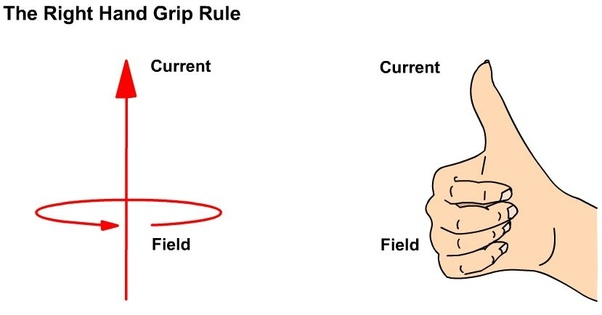 The Right Hand Grip Rule
Current
Current
Field
Field